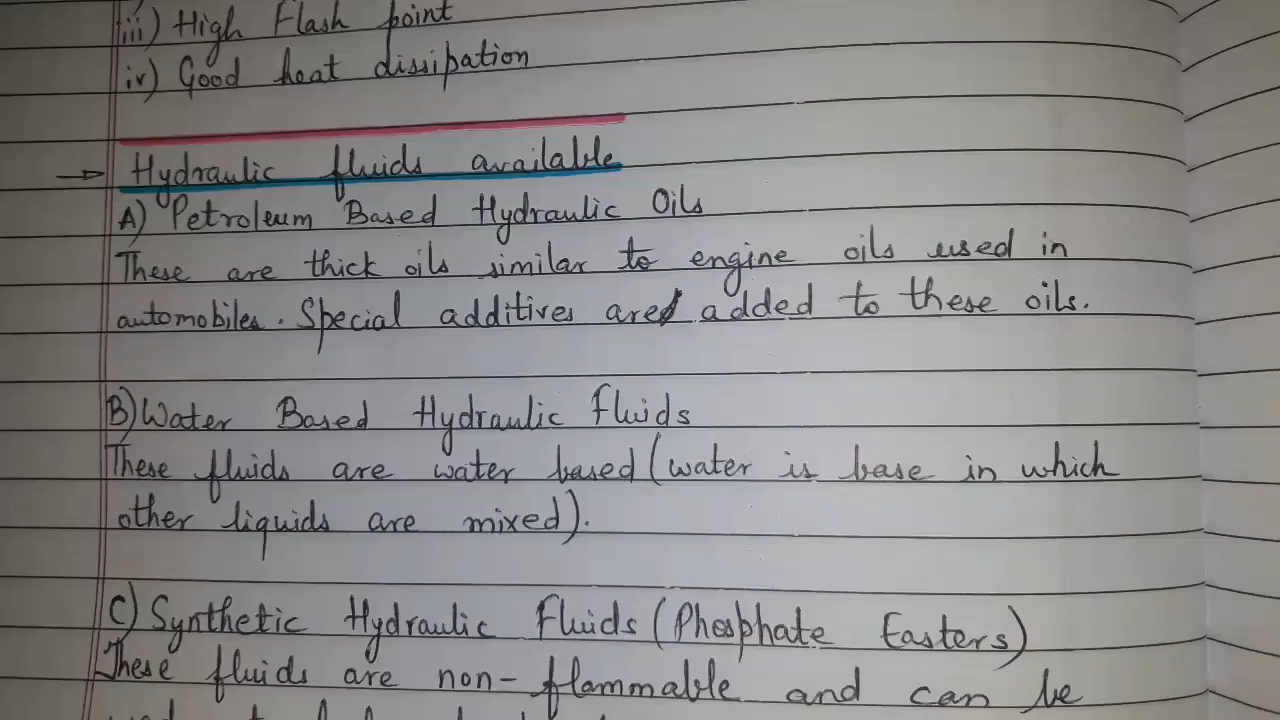 iii) High Flash point
iv) Good heat dissipation
→ Hydraulic fluids available
A) Petroleum Based Hydraulic Oils
These are thick oils similar to engine oils used in
automobiles. Special additives are added to these oils.
B) Water Based Hydraulic Fluids
These fluids are water based (water is base in which
other liquids are mixed).
C) Synthetic Hydraulic Fluids (Phosphate Easters)
These fluids are non-flammable and can be